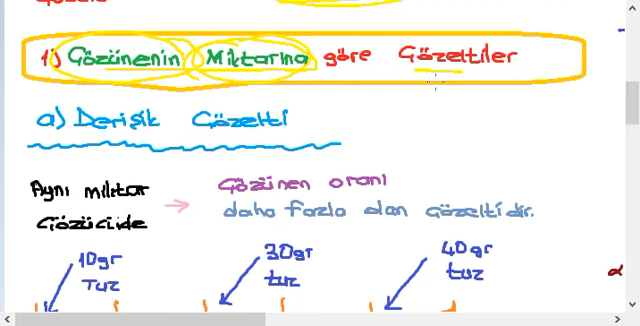 1) Çözünenin Miktarına göre Çözeltiler
a) Derişik Çözelti
Aynı miktar
Çözücüde
Çözünen oranı
daha fazla olan çözeltidir.
10gr
Tuz
30gr
tuz
40gr
tuz